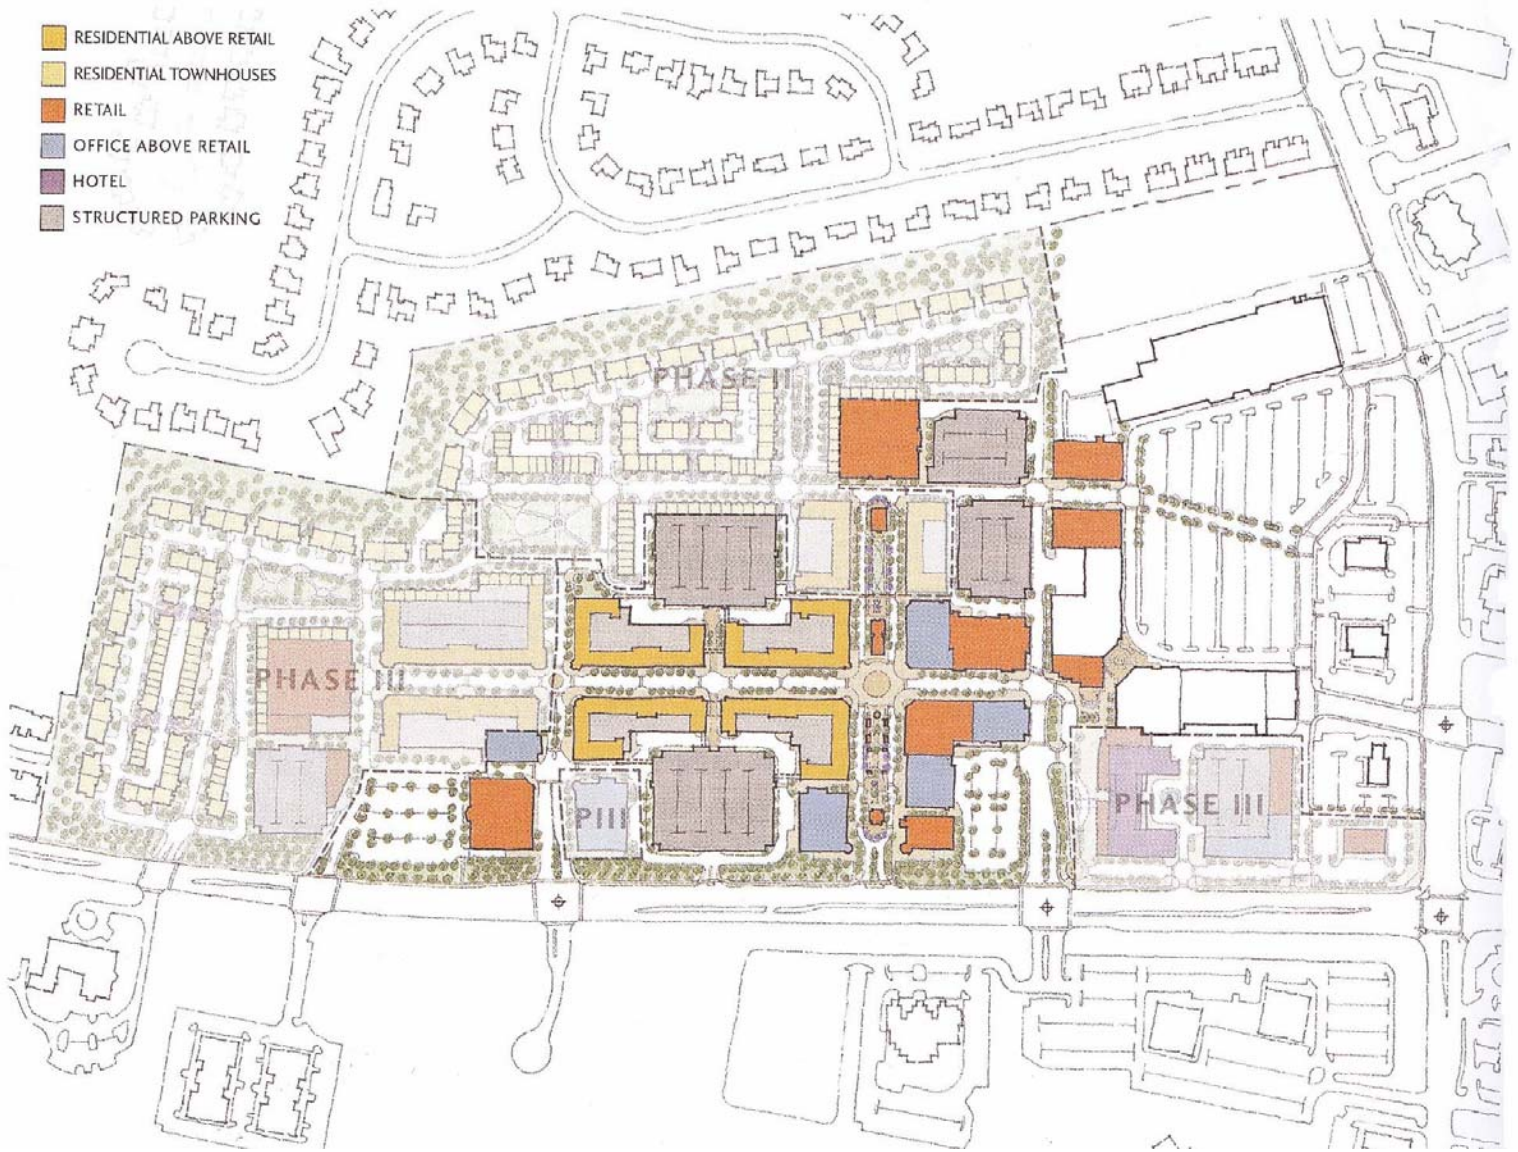 RESIDENTIAL ABOVE RETAIL
RESIDENTIAL TOWNHOUSES
RETAIL
OFFICE ABOVE RETAIL
HOTEL
STRUCTURED PARKING
PHASE II
PHASE III
PIII
PHASE III